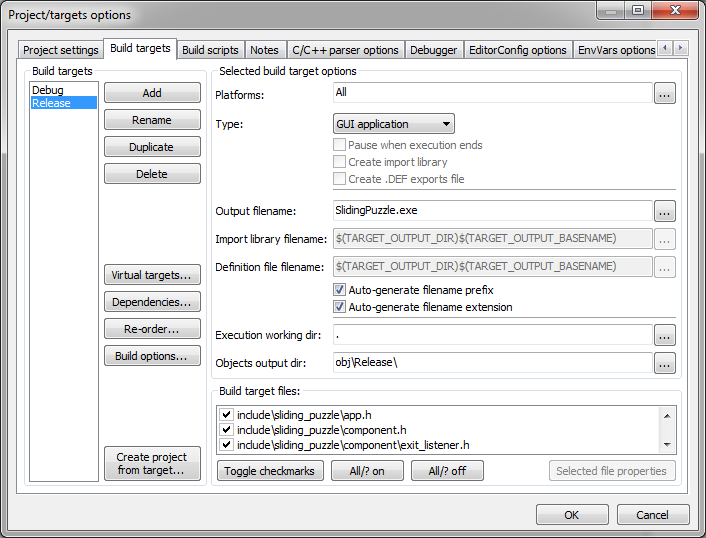 Project/targets options
Project settings
Build targets
Build scripts
Notes
C/C++ parser options
Debugger
EditorConfig options
EnvVars options
Build targets
Debug
Release
Add
Rename
Duplicate
Delete
Virtual targets...
Dependencies...
Re-order...
Build options...
Create project
from target...
Selected build target options
Platforms: All ...
Type: GUI application
Pause when execution ends
Create import library
Create .DEF exports file
Output filename: SlidingPuzzle.exe ...
Import library filename: $(TARGET_OUTPUT_DIR)$(TARGET_OUTPUT_BASENAME) ...
Definition file filename: $(TARGET_OUTPUT_DIR)$(TARGET_OUTPUT_BASENAME) ...
Auto-generate filename prefix
Auto-generate filename extension
Execution working dir: . ...
Objects output dir: obj\Release\ ...
Build target files:
include\sliding_puzzle\app.h
include\sliding_puzzle\component.h
include\sliding_puzzle\component\exit_listener.h
Toggle checkmarks
All/? on
All/? off
Selected file properties
OK
Cancel